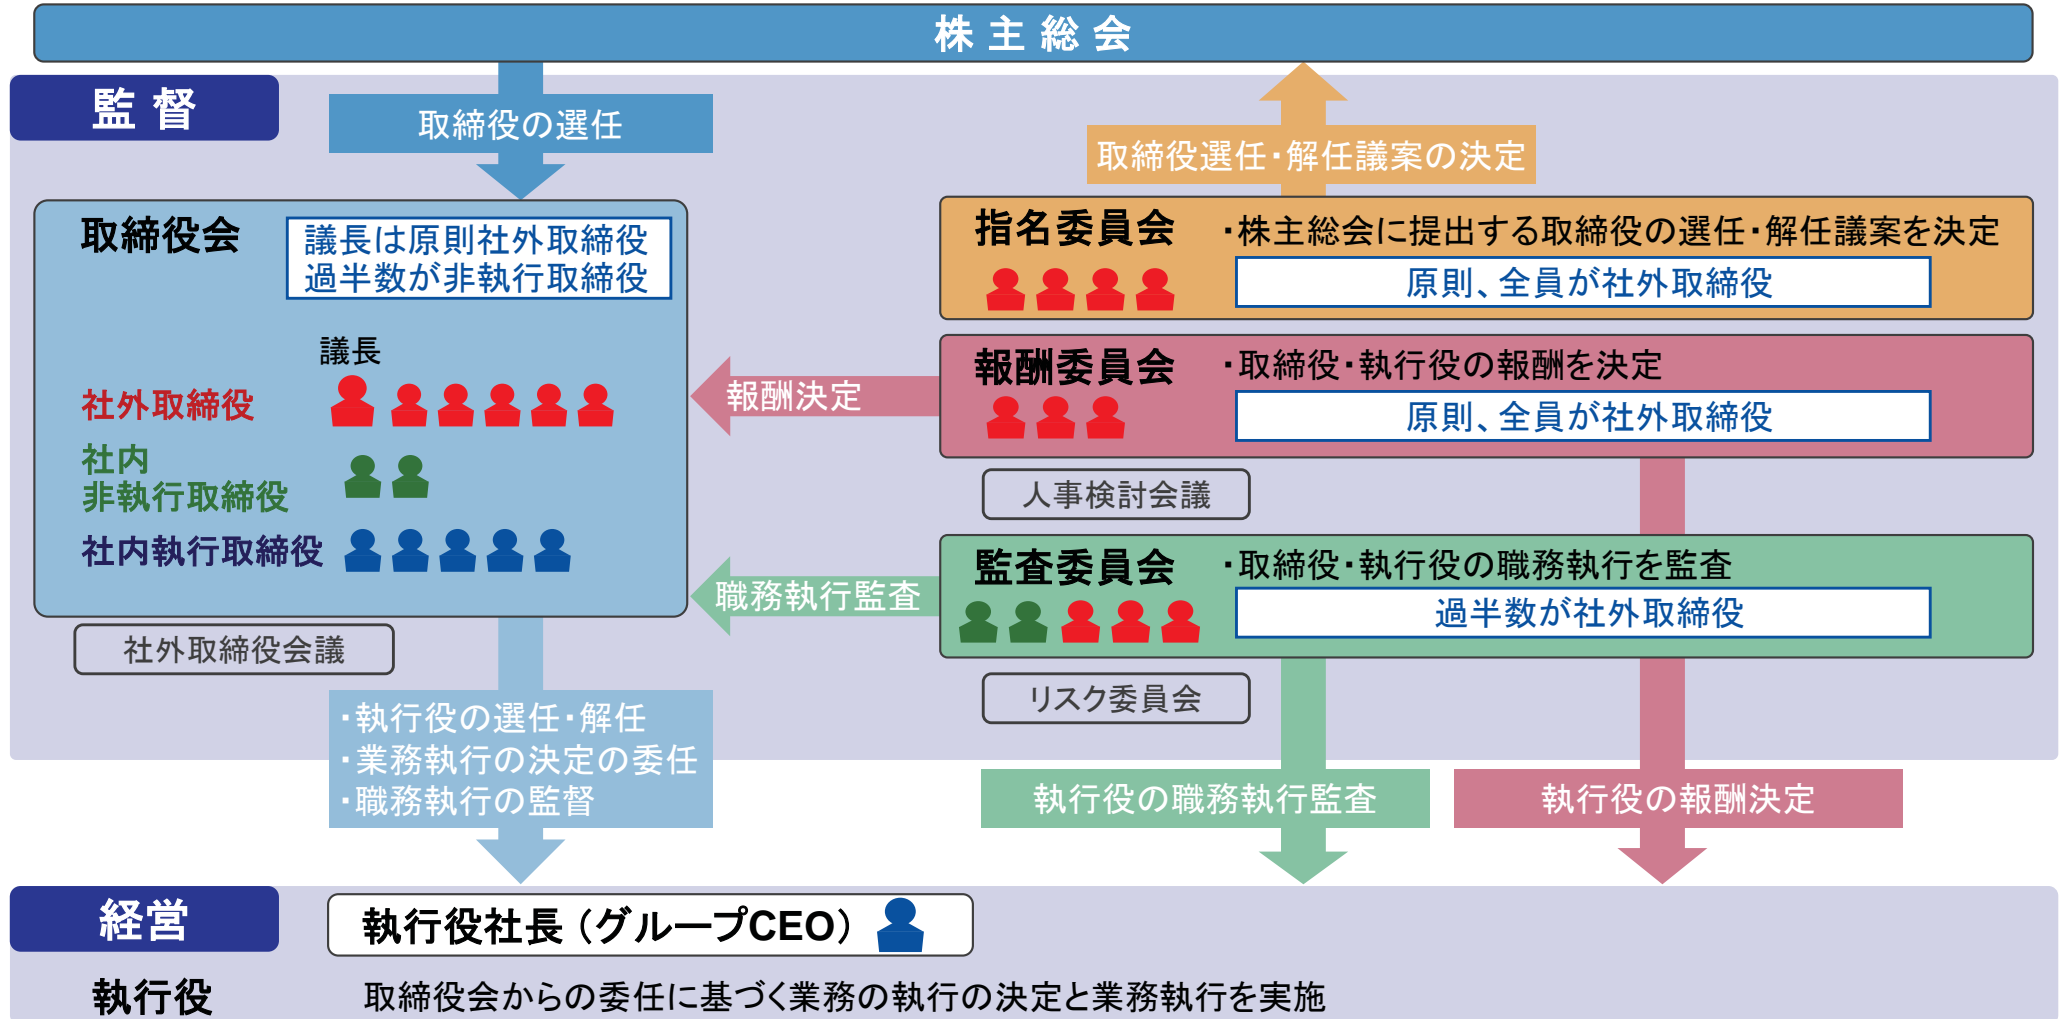 株主総会
監督
取締役の選任
取締役選任・解任議案の決定
取締役会
議長は原則社外取締役
過半数が非執行取締役
議長
社外取締役
社内
非執行取締役
社内執行取締役
社外取締役会議
指名委員会
・株主総会に提出する取締役の選任・解任議案を決定
原則、全員が社外取締役
報酬決定
報酬委員会
・取締役・執行役の報酬を決定
原則、全員が社外取締役
人事検討会議
職務執行監査
監査委員会
・取締役・執行役の職務執行を監査
過半数が社外取締役
リスク委員会
・執行役の選任・解任
・業務執行の決定の委任
・職務執行の監督
執行役の職務執行監査
執行役の報酬決定
経営
執行役社長（グループCEO）
執行役
取締役会からの委任に基づく業務の執行の決定と業務執行を実施